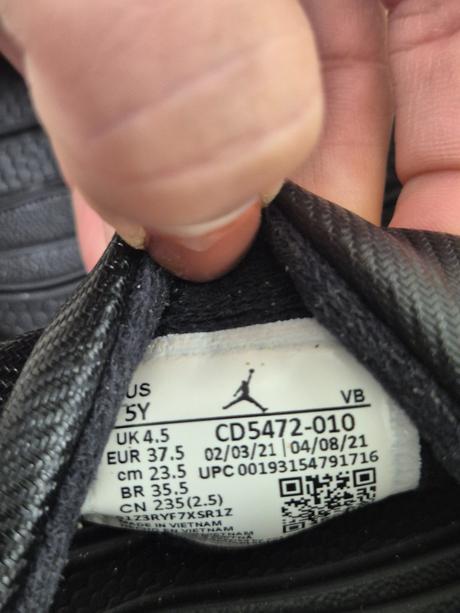 US
5Y
VB
UK 4.5
CD5472-010
EUR 37.5
02/03/21 | 04/08/21
cm 23.5
UPC 00193154791716
BR 35.5
CN 235(2.5)
MADE IN VIETNAM